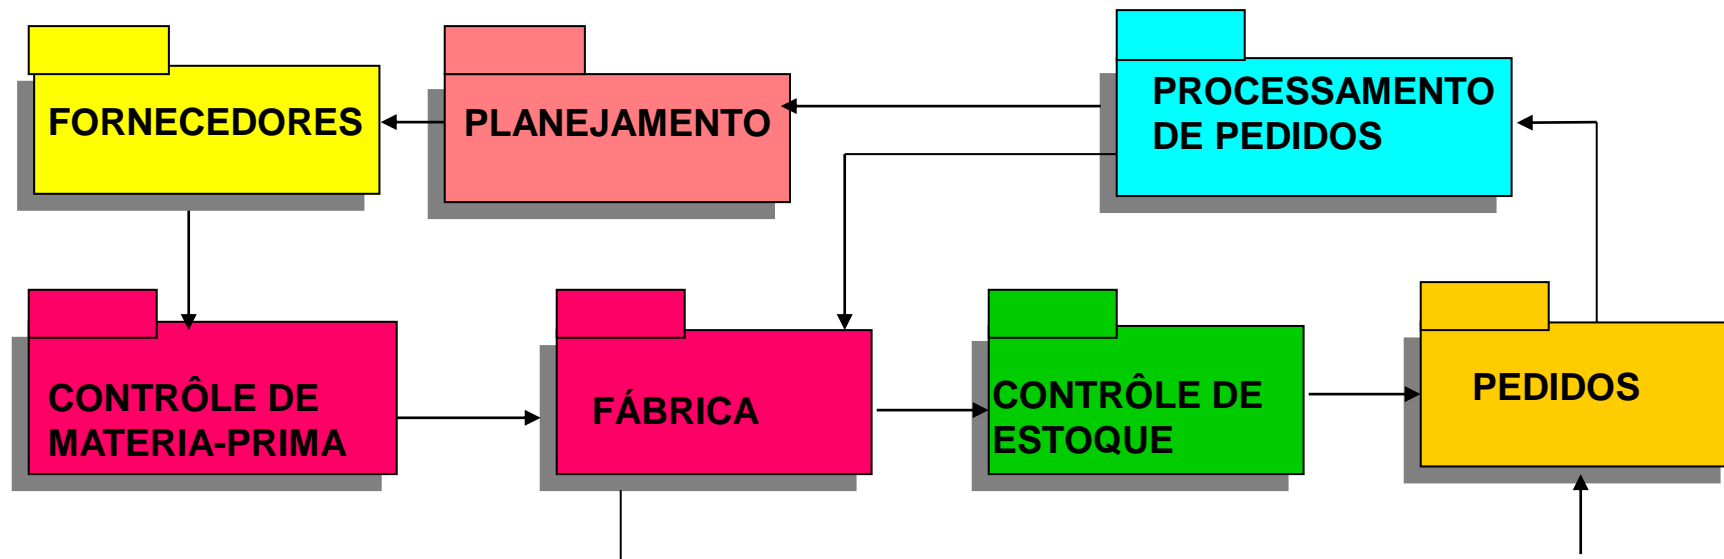 FORNECEDORES
PLANEJAMENTO
PROCESSAMENTO
DE PEDIDOS
CONTRÔLE DE
MATERIA-PRIMA
FÁBRICA
CONTRÔLE DE
ESTOQUE
PEDIDOS